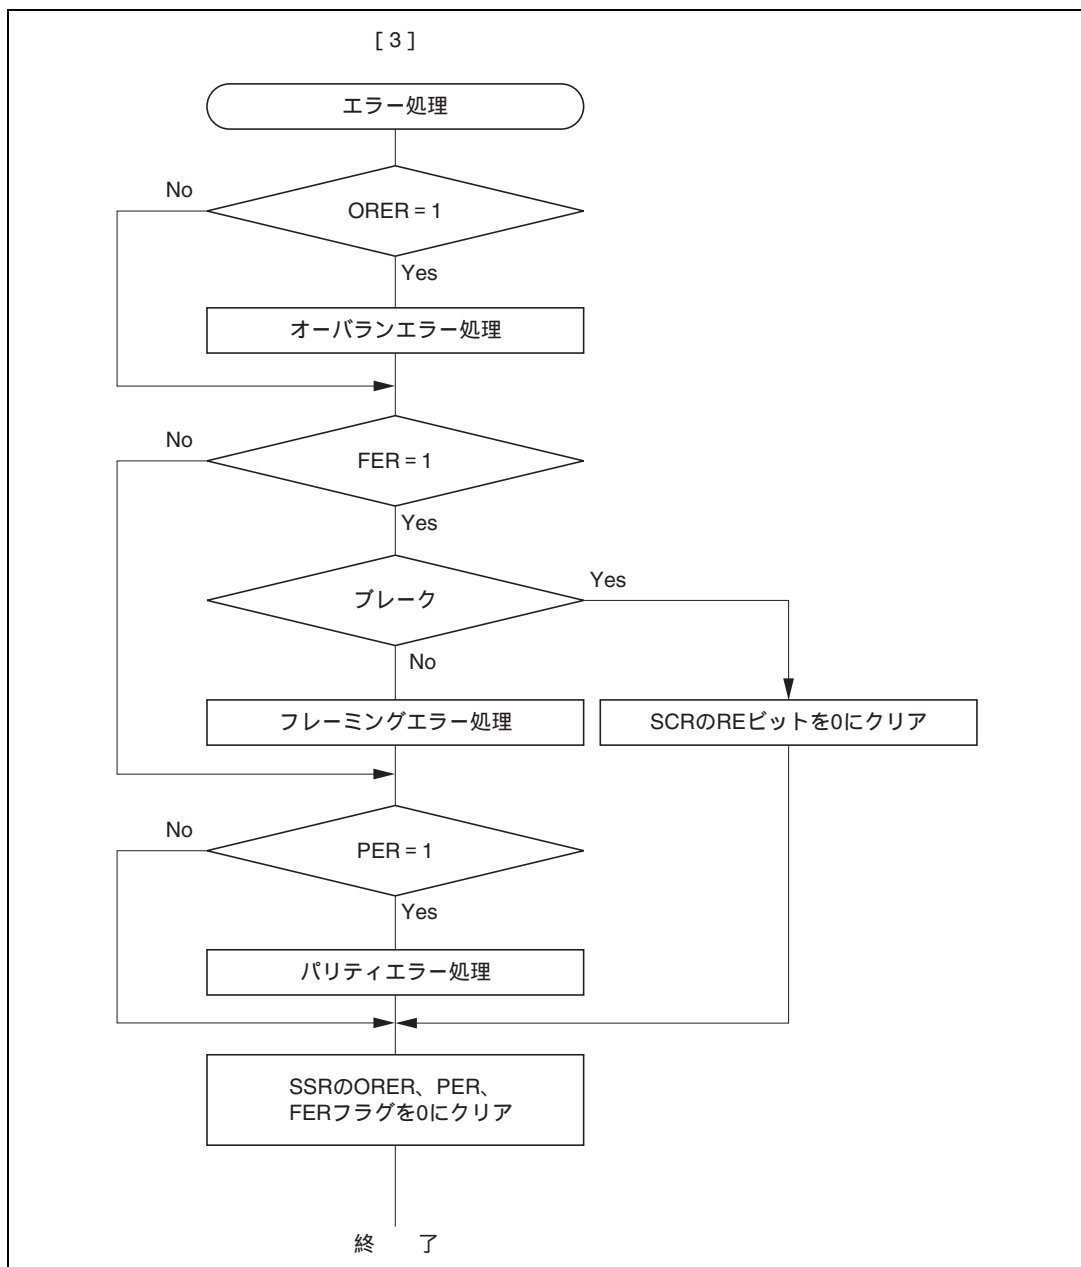 [ 3 ]
エラー処理
No
ORER = 1
Yes
オーバランエラー処理
No
FER = 1
Yes
ブレーク
Yes
No
フレーミングエラー処理
SCRのREビットを0にクリア
No
PER = 1
Yes
パリティエラー処理
SSRのORER、PER、
FERフラグを0にクリア
終　了